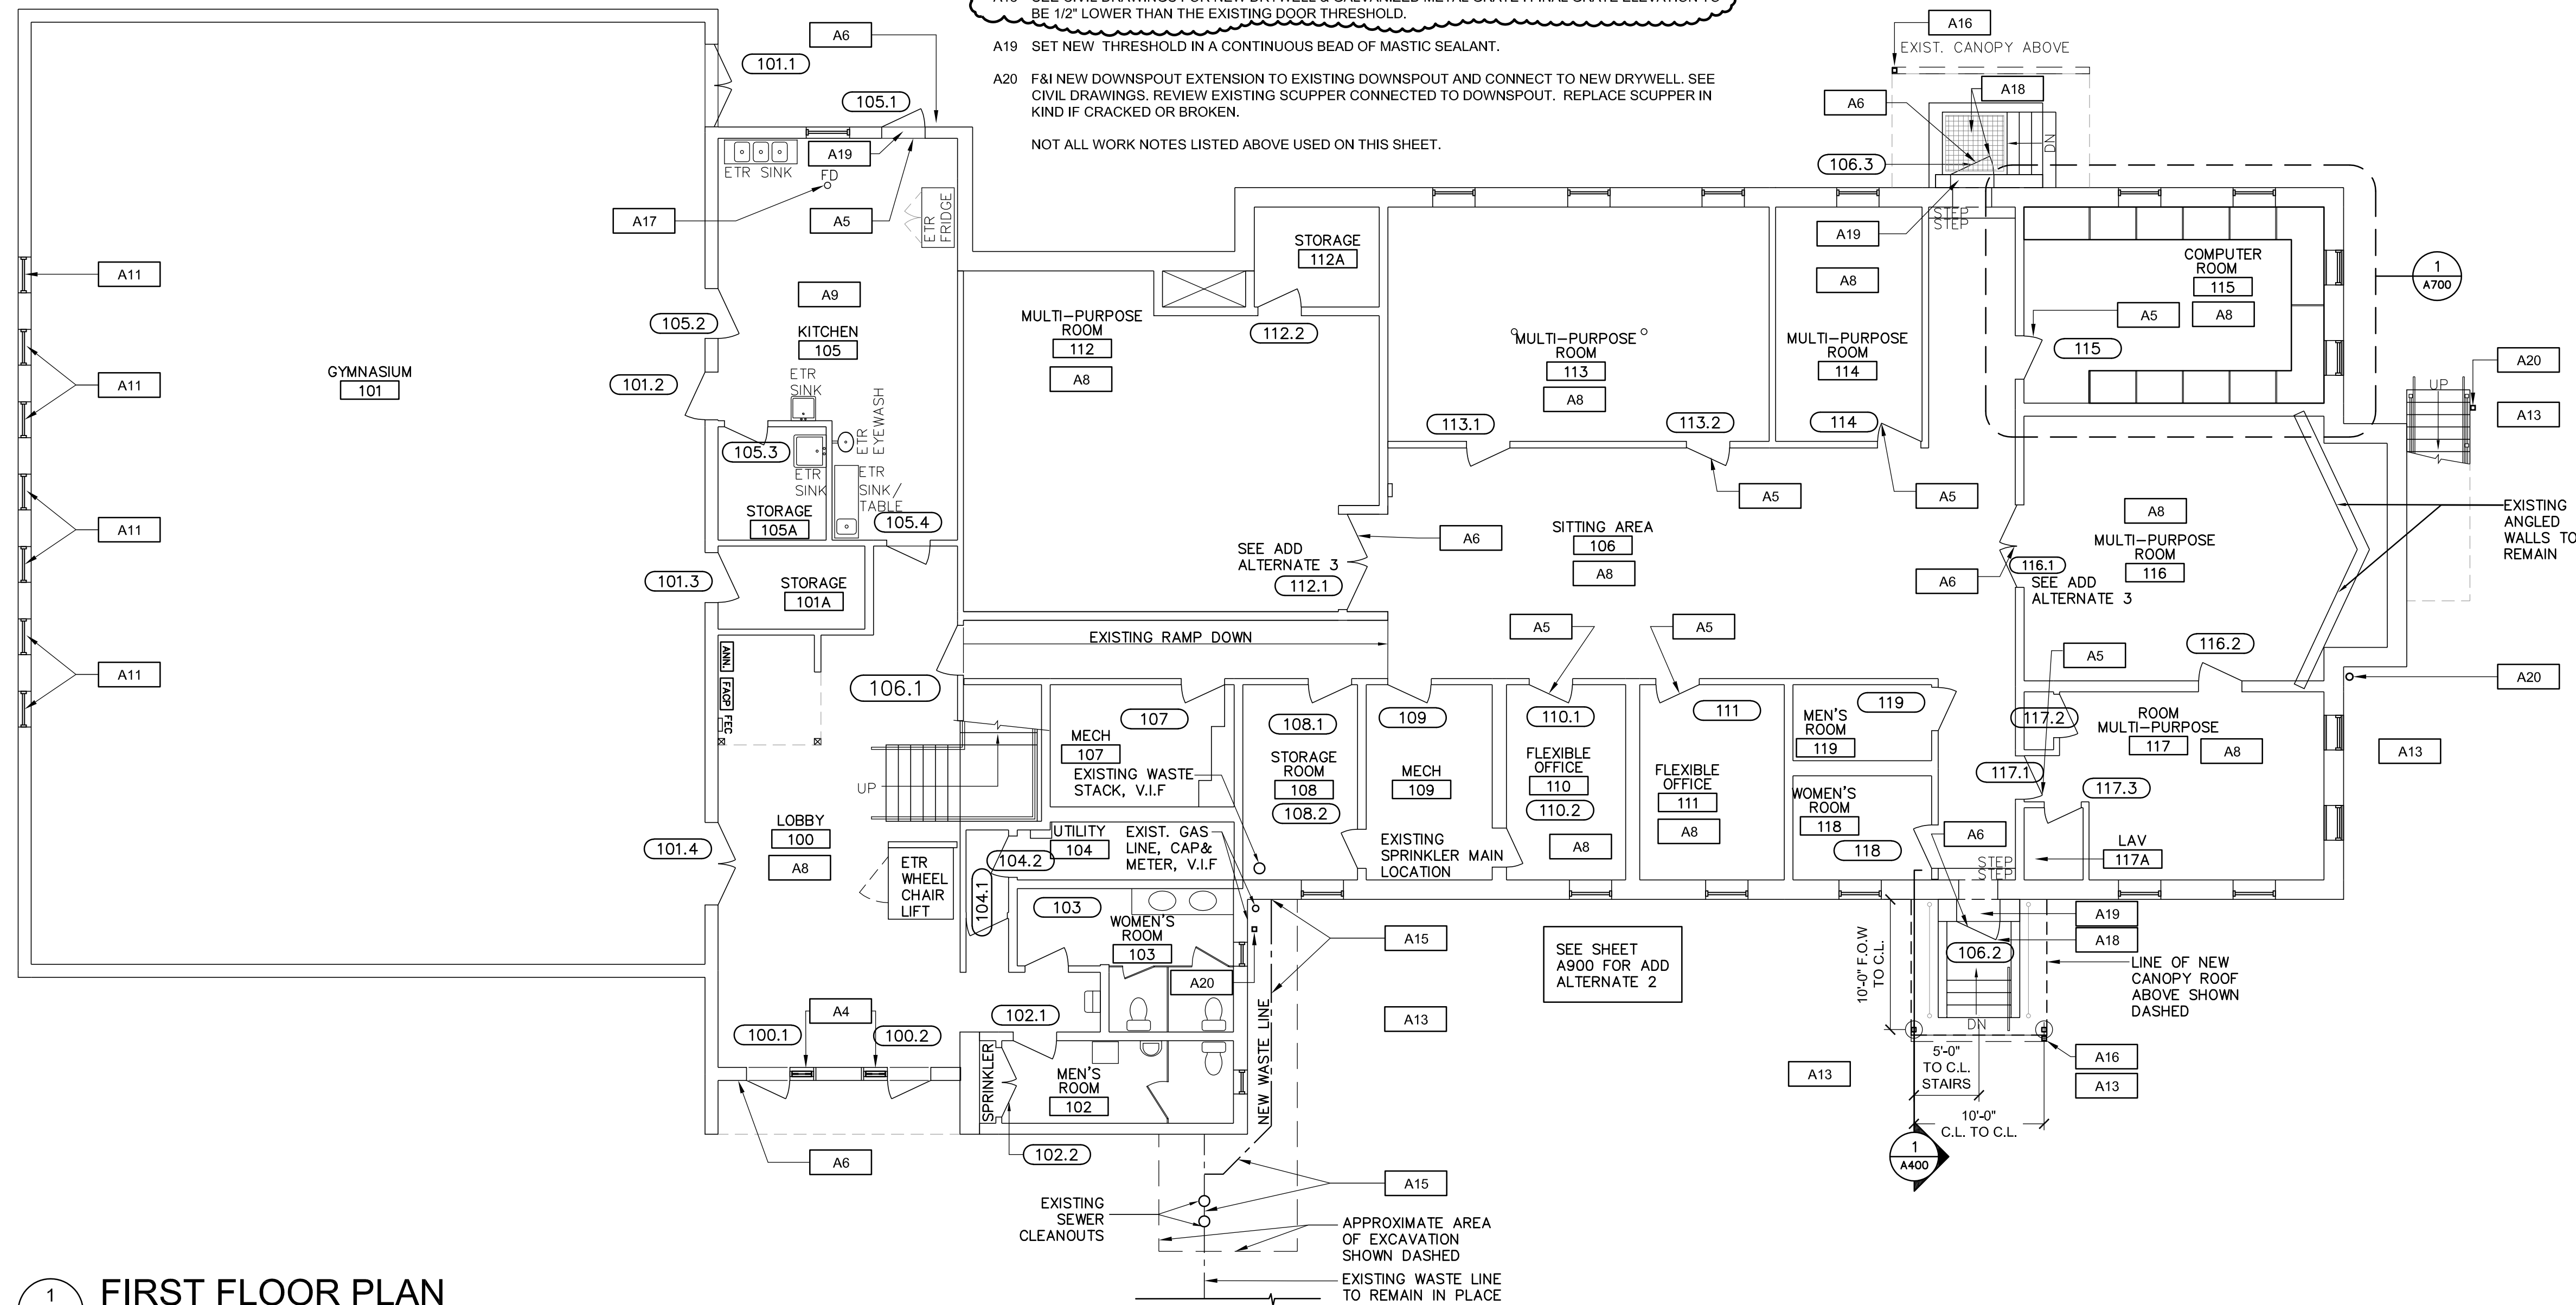 BE 1/2" LOWER THAN THE EXISTING DOOR THRESHOLD.
A19 SET NEW THRESHOLD IN A CONTINUOUS BEAD OF MASTIC SEALANT.
A20 F&I NEW DOWNSPOUT EXTENSION TO EXISTING DOWNSPOUT AND CONNECT TO NEW DRYWELL. SEE
CIVIL DRAWINGS. REVIEW EXISTING SCUPPER CONNECTED TO DOWNSPOUT. REPLACE SCUPPER IN
KIND IF CRACKED OR BROKEN.
NOT ALL WORK NOTES LISTED ABOVE USED ON THIS SHEET.
A6
101.1
105.1
A19
ETR SINK
FD
A17
A5
ETR
FRIDGE
A16
EXIST. CANOPY ABOVE
A18
A6
DN
106.3
STEP
STEP
A19
A11
A11
A11
A11
GYMNASIUM
101
105.2
101.2
A9
KITCHEN
105
ETR
SINK
ETR
EYEWASH
105.3
ETR
SINK
ETR
SINK/
TABLE
STORAGE
105A
105.4
101.3
STORAGE
101A
STORAGE
112A
MULTI-PURPOSE
ROOM
112
A8
112.2
SEE ADD
ALTERNATE 3
112.1
A6
MULTI-PURPOSE
ROOM
113
A8
113.1
113.2
A5
A8
MULTI-PURPOSE
ROOM
114
114
A5
COMPUTER
ROOM
115
A5
A8
115
1
A700
A20
UP
A13
SITTING AREA
106
A8
A6
116.1
SEE ADD
ALTERNATE 3
A8
MULTI-PURPOSE
ROOM
116
116.2
EXISTING
ANGLED
WALLS TO
REMAIN
A20
EXISTING RAMP DOWN
A5
A5
A5
ANN.
FACP
FEC
106.1
UP
107
MECH
107
EXISTING WASTE
STACK, V.I.F
108.1
STORAGE
ROOM
108
108.2
109
MECH
109
EXISTING
SPRINKLER MAIN
LOCATION
110.1
FLEXIBLE
OFFICE
110
110.2
A8
111
FLEXIBLE
OFFICE
111
A8
119
MEN'S
ROOM
119
WOMEN'S
ROOM
118
118
117.2
ROOM
MULTI-PURPOSE
117
A8
117.1
117.3
LAV
117A
A13
A6
STEP
STEP
LOBBY
100
A8
101.4
ETR
WHEEL
CHAIR
LIFT
UTILITY
104
104.2
104.1
EXIST. GAS
LINE, CAP&
METER, V.I.F
103
WOMEN'S
ROOM
103
A20
A15
A13
SEE SHEET
A900 FOR ADD
ALTERNATE 2
A19
A18
106.2
DN
10'-0" F.O.W
TO C.L.
LINE OF NEW
CANOPY ROOF
ABOVE SHOWN
DASHED
A16
A13
A13
5'-0"
TO C.L.
STAIRS
10'-0"
C.L. TO C.L.
1
A400
A4
100.1
100.2
A6
102.1
SPRINKLER
MEN'S
ROOM
102
102.2
NEW WASTE LINE
A15
EXISTING
SEWER
CLEANOUTS
APPROXIMATE AREA
OF EXCAVATION
SHOWN DASHED
EXISTING WASTE LINE
TO REMAIN IN PLACE
1
FIRST FLOOR PLAN